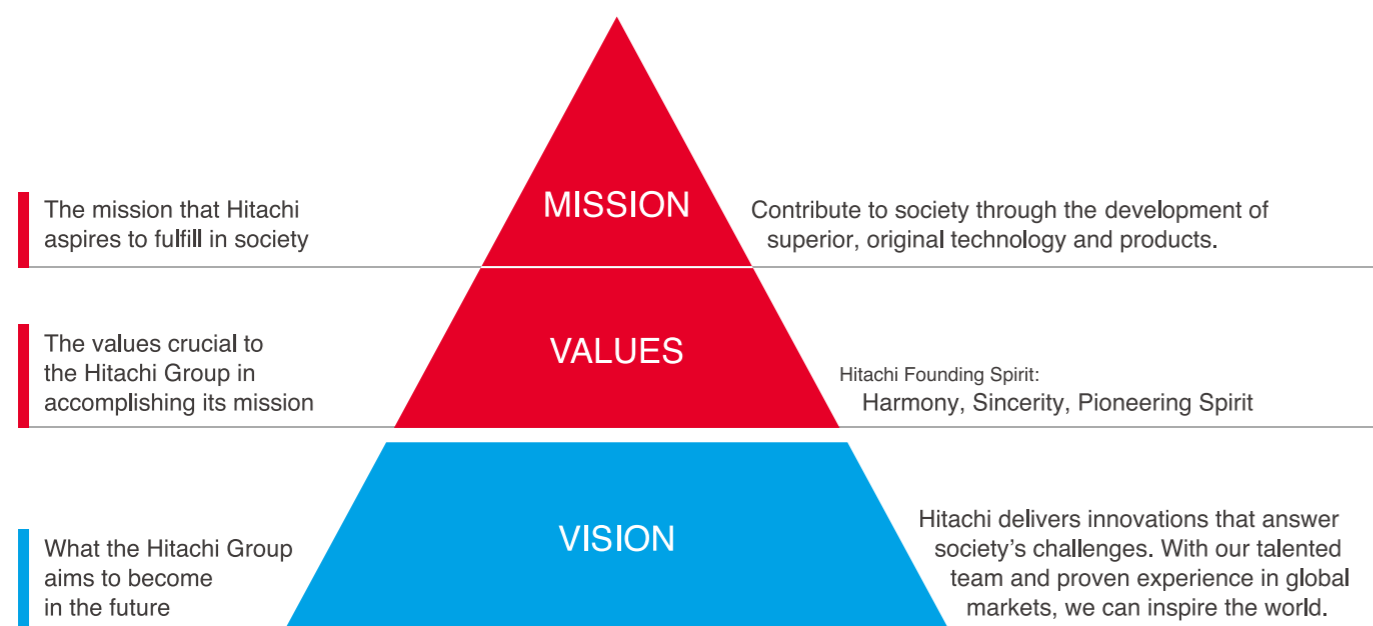 The mission that Hitachi
aspires to fulfill in society
MISSION
Contribute to society through the development of
superior, original technology and products.
The values crucial to
the Hitachi Group in
accomplishing its mission
VALUES
Hitachi Founding Spirit:
Harmony, Sincerity, Pioneering Spirit
What the Hitachi Group
aims to become
in the future
VISION
Hitachi delivers innovations that answer
society’s challenges. With our talented
team and proven experience in global
markets, we can inspire the world.